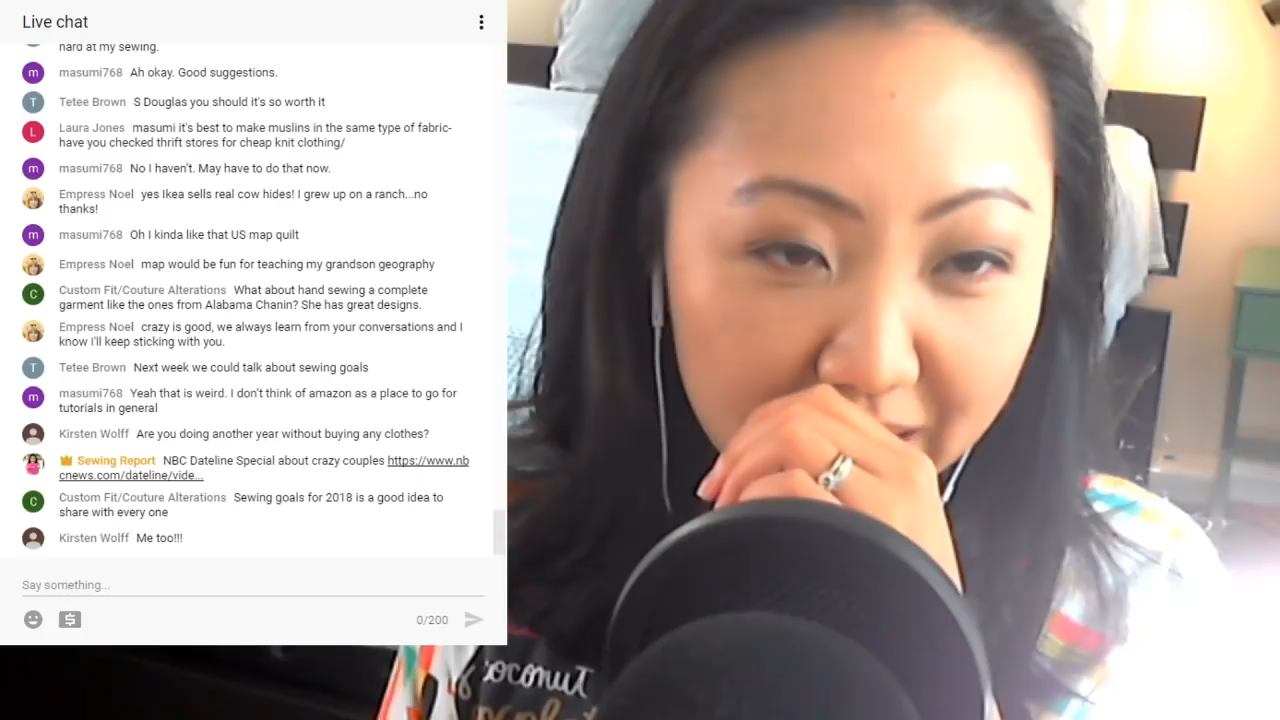 Live chat
hard at my sewing.
m masumi768 Ah okay. Good suggestions.
T Tetee Brown S Douglas you should it's so worth it
L Laura Jones masumi it's best to make muslins in the same type of fabric-
have you checked thrift stores for cheap knit clothing/
m masumi768 No I haven't. May have to do that now.
Empress Noel yes Ikea sells real cow hides! I grew up on a ranch...no
thanks!
m masumi768 Oh I kinda like that US map quilt
Empress Noel map would be fun for teaching my grandson geography
C Custom Fit/Couture Alterations What about hand sewing a complete
garment like the ones from Alabama Chanin? She has great designs.
Empress Noel crazy is good, we always learn from your conversations and I
know I'll keep sticking with you.
T Tetee Brown Next week we could talk about sewing goals
m masumi768 Yeah that is weird. I don't think of amazon as a place to go for
tutorials in general
Kirsten Wolff Are you doing another year without buying any clothes?
Sewing Report NBC Dateline Special about crazy couples https://www.nb
cnews.com/dateline/vide...
C Custom Fit/Couture Alterations Sewing goals for 2018 is a good idea to
share with every one
Kirsten Wolff Me too!!!
Say something...
$ 0/200
coconut